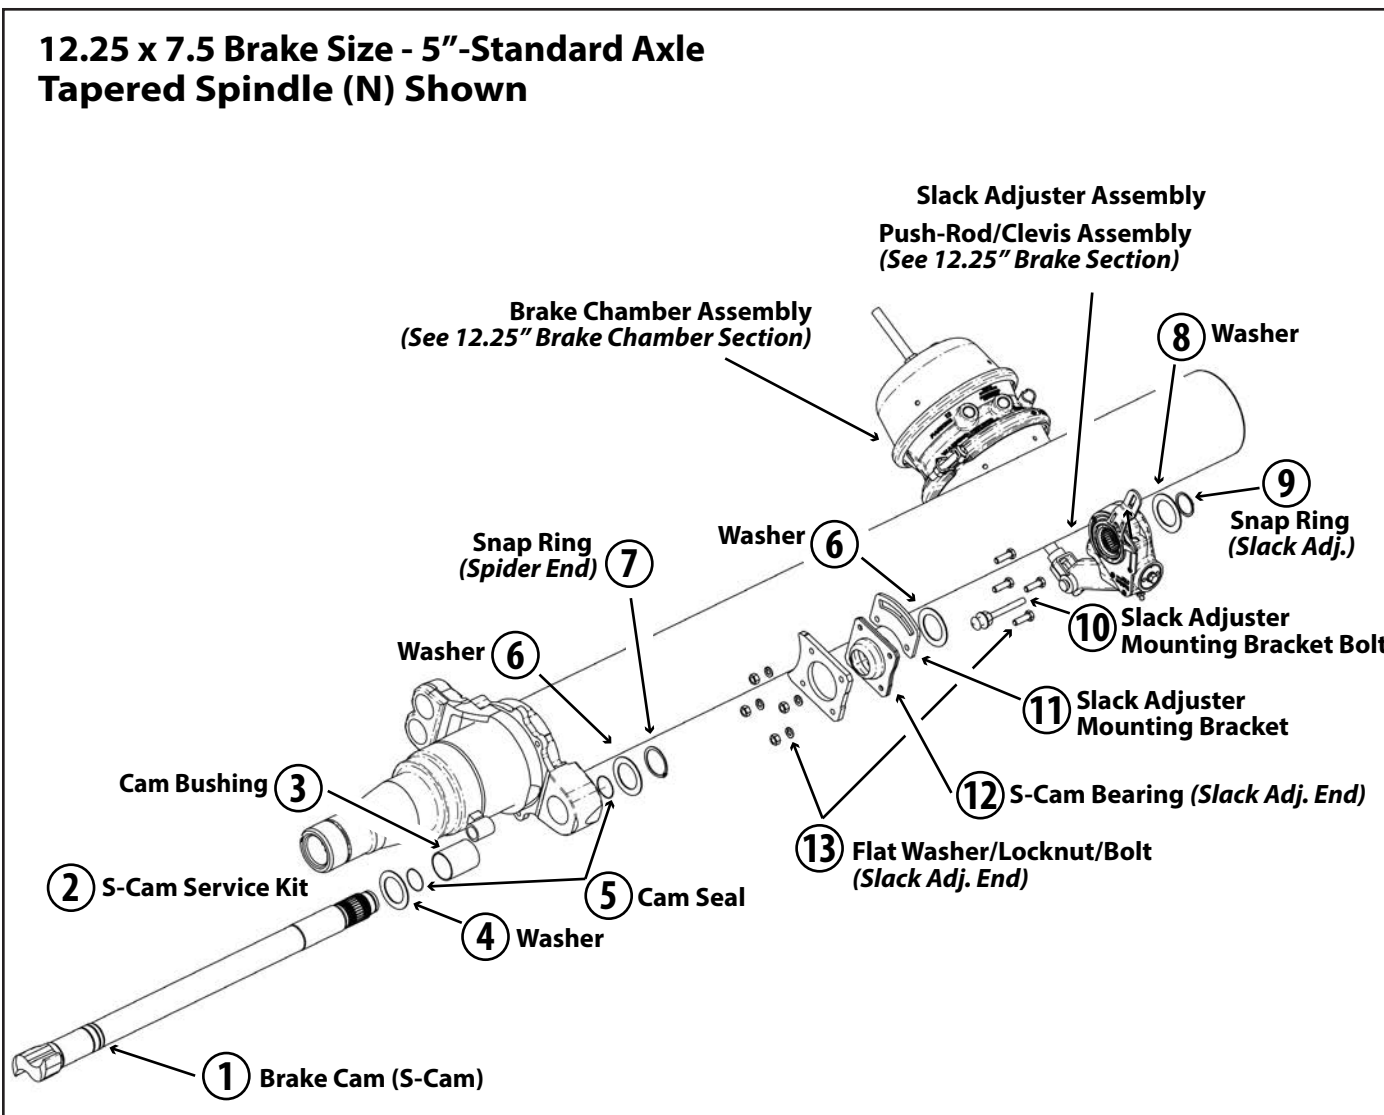 12.25 x 7.5 Brake Size - 5”-Standard Axle
Tapered Spindle (N) Shown
Slack Adjuster Assembly
Push-Rod/Clevis Assembly
(See 12.25” Brake Section)
Brake Chamber Assembly
(See 12.25” Brake Chamber Section)
8 Washer
9
Snap Ring
(Slack Adj.)
Washer 6
Snap Ring
(Spider End) 7
10 Slack Adjuster
Mounting Bracket Bolt
Washer 6
11 Slack Adjuster
Mounting Bracket
Cam Bushing 3
12 S-Cam Bearing (Slack Adj. End)
13 Flat Washer/Locknut/Bolt
(Slack Adj. End)
2 S-Cam Service Kit
5 Cam Seal
4 Washer
1 Brake Cam (S-Cam)